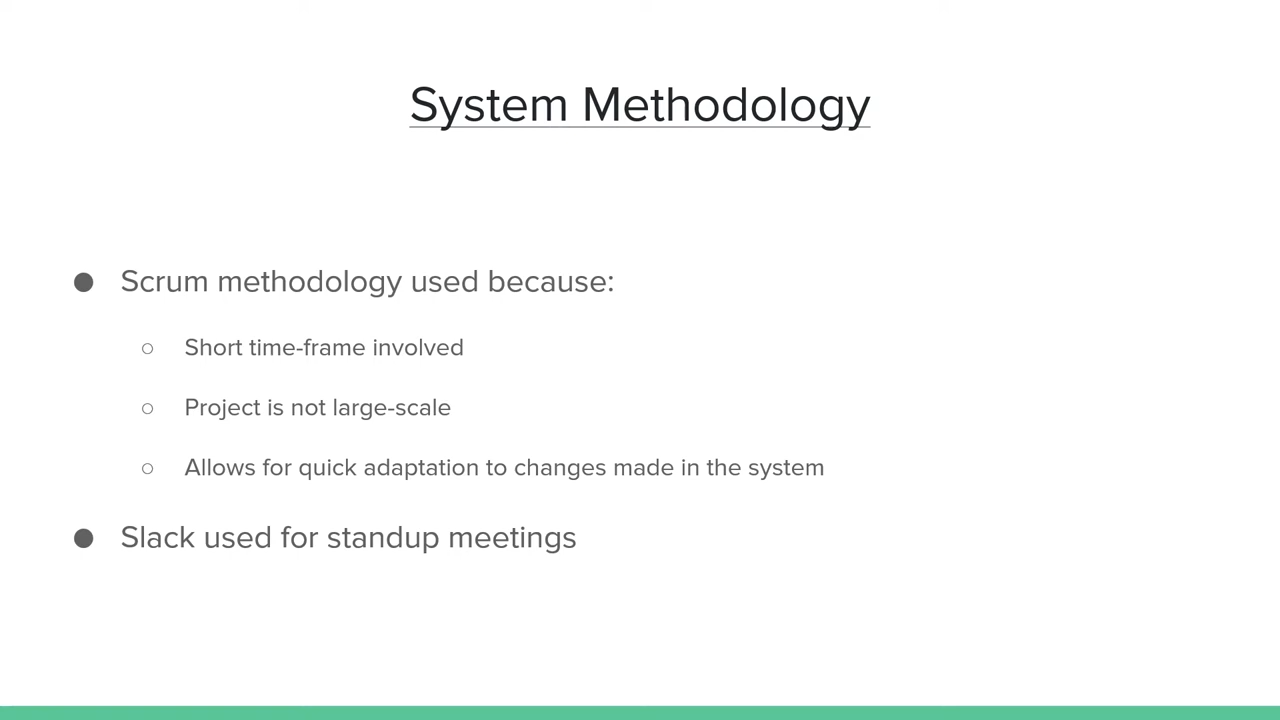 System Methodology
● Scrum methodology used because:
○ Short time-frame involved
○ Project is not large-scale
○ Allows for quick adaptation to changes made in the system
● Slack used for standup meetings